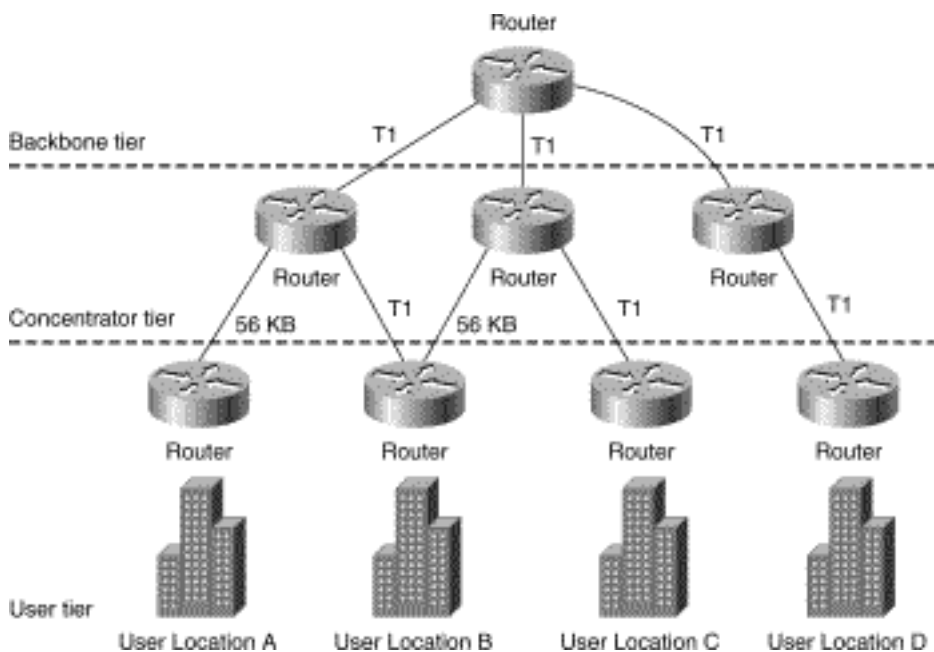 Router
T1
T1
T1
Backbone tier
Router
Router
Router
Concentrator tier
56 KB
T1
56 KB
T1
T1
Router
Router
Router
Router
User tier
User Location A
User Location B
User Location C
User Location D